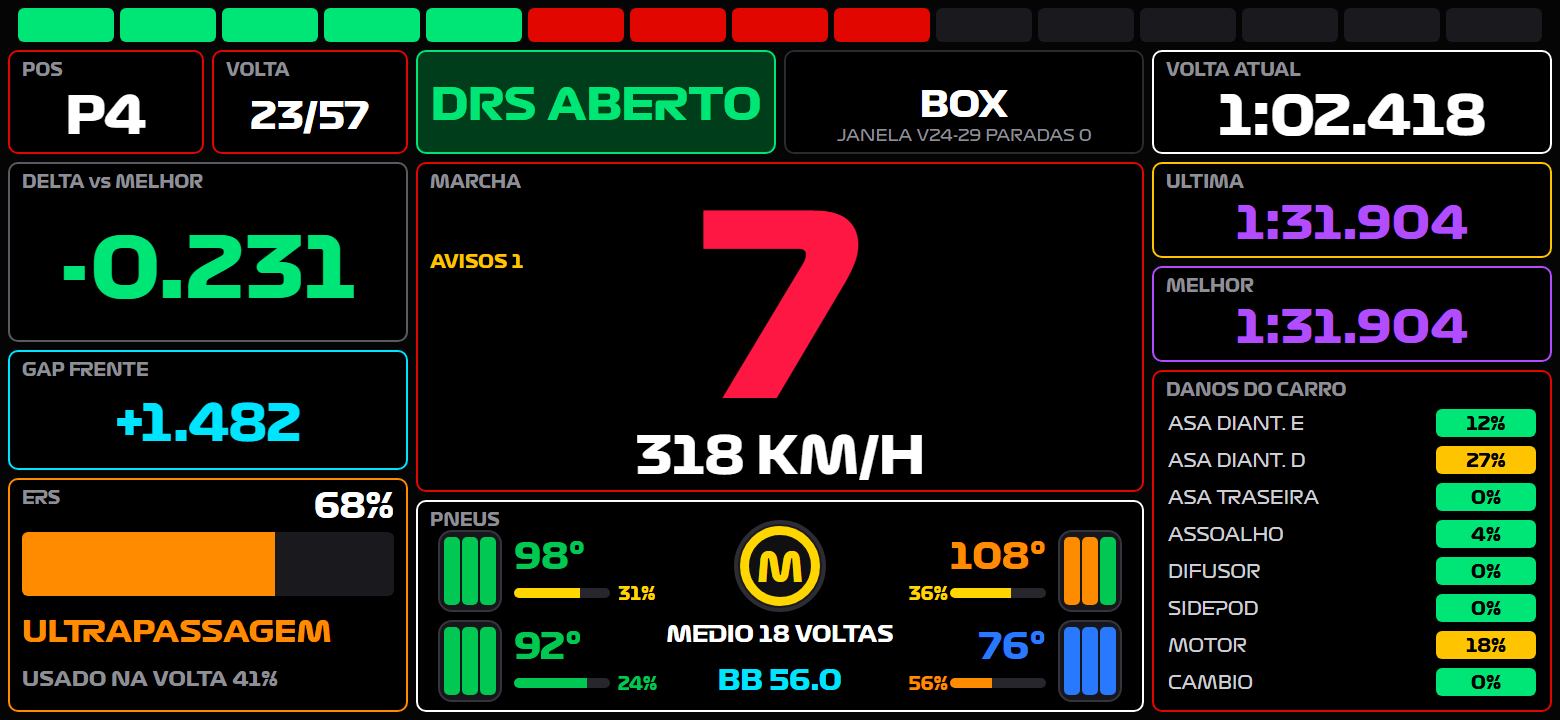 POS
P4
VOLTA
23/57
DRS ABERTO
BOX
JANELA V24-29 PARADAS 0
VOLTA ATUAL
1:02.418
DELTA vs MELHOR
-0.231
MARCHA
7
AVISOS 1
318 KM/H
ULTIMA
1:31.904
MELHOR
1:31.904
GAP FRENTE
+1.482
ERS
68%
ULTRAPASSAGEM
USADO NA VOLTA 41%
PNEUS
98°
31%
M
108°
36%
92°
24%
MEDIO 18 VOLTAS
BB 56.0
76°
56%
DANOS DO CARRO
ASA DIANT. E 12%
ASA DIANT. D 27%
ASA TRASEIRA 0%
ASSOALHO 4%
DIFUSOR 0%
SIDEPOD 0%
MOTOR 18%
CAMBIO 0%